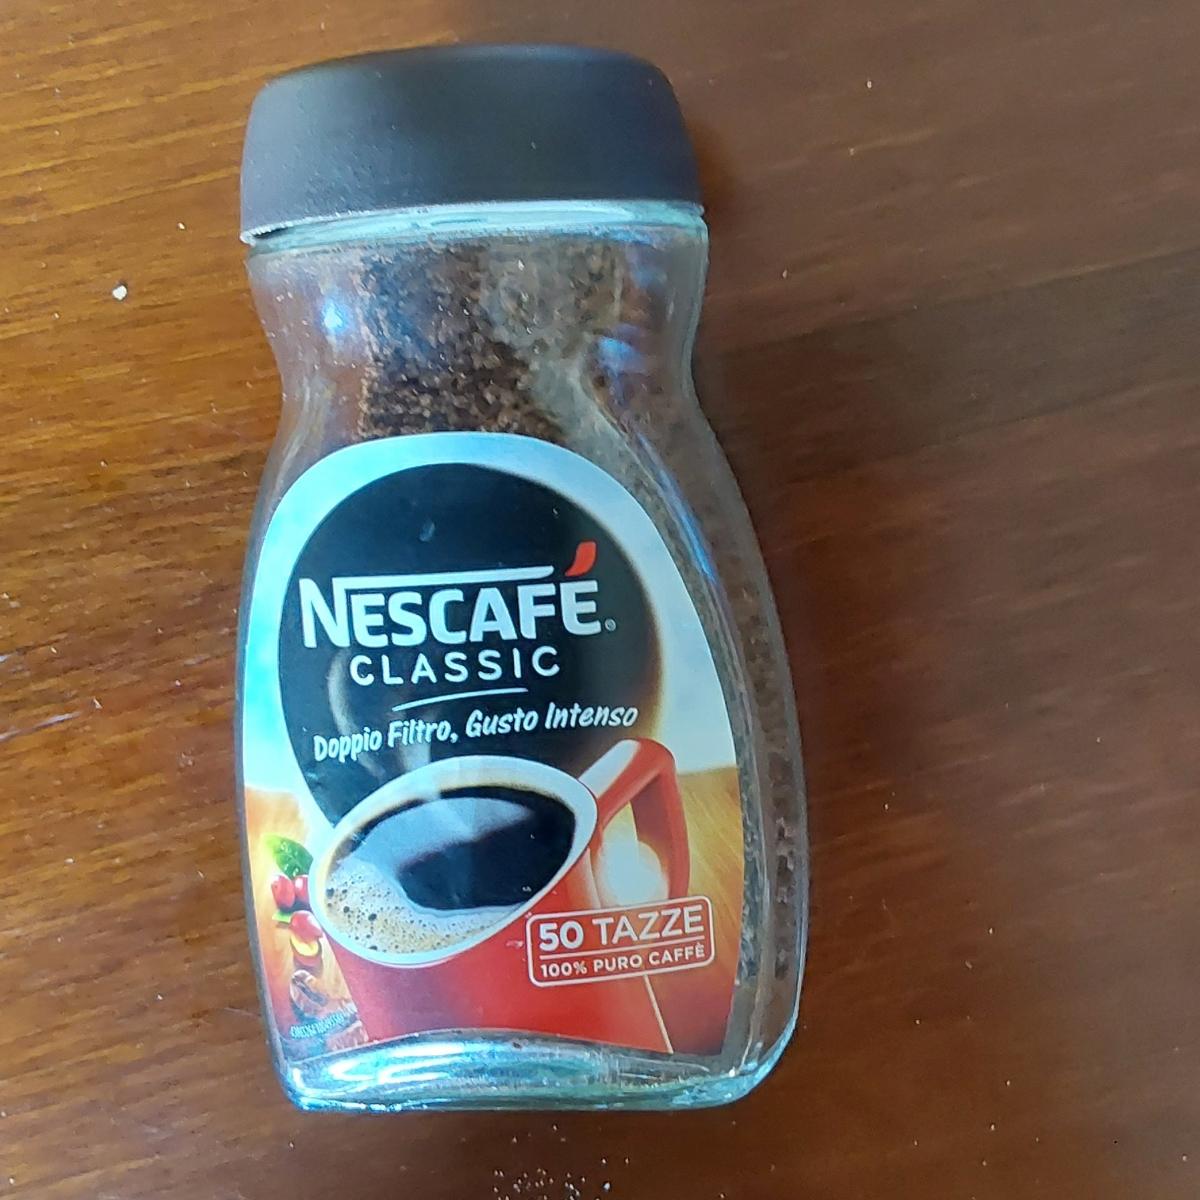 NESCAFÉ®
CLASSIC
Doppio Filtro, Gusto Intenso
50 TAZZE
100% PURO CAFFÈ